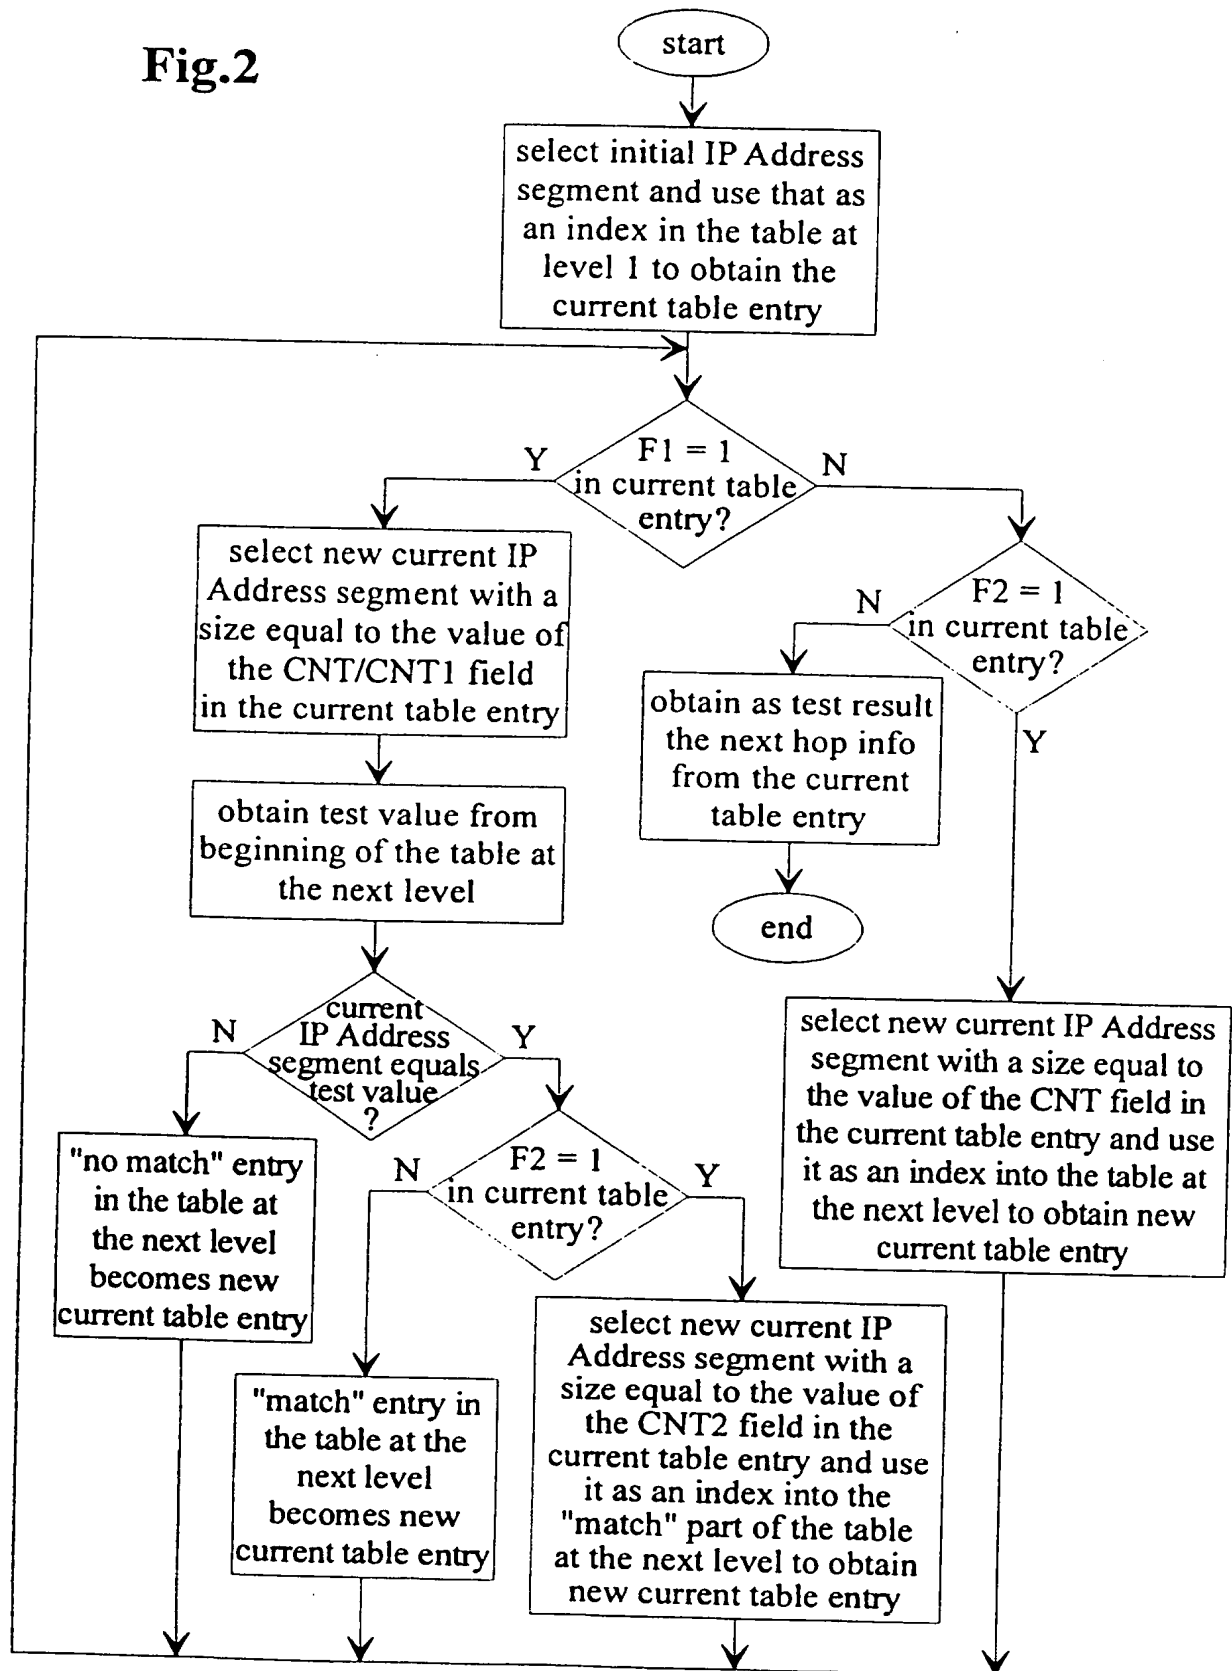 Fig.2
start
select initial IP Address
segment and use that as
an index in the table at
level 1 to obtain the
current table entry
F1 = 1
in current table
entry?
Y
N
select new current IP
Address segment with a
size equal to the value of
the CNT/CNT1 field
in the current table entry
F2 = 1
in current table
entry?
N
Y
obtain as test result
the next hop info
from the current
table entry
end
obtain test value from
beginning of the table at
the next level
current
IP Address
segment equals
test value
?
N
Y
select new current IP Address
segment with a size equal to
the value of the CNT field in
the current table entry and use
it as an index into the table at
the next level to obtain new
current table entry
"no match" entry
in the table at
the next level
becomes new
current table entry
F2 = 1
in current table
entry?
N
Y
"match" entry in
the table at the
next level
becomes new
current table entry
select new current IP
Address segment with a
size equal to the value of
the CNT2 field in the
current table entry and use
it as an index into the
"match" part of the table
at the next level to obtain
new current table entry